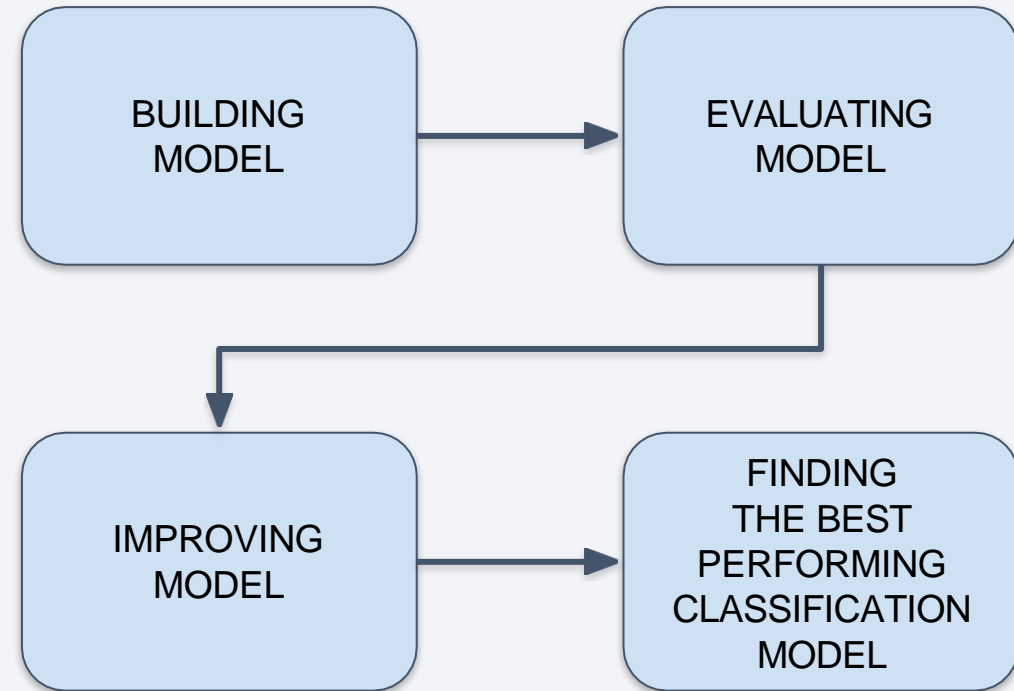 BUILDING
MODEL
EVALUATING
MODEL
IMPROVING
MODEL
FINDING
THE BEST
PERFORMING
CLASSIFICATION
MODEL